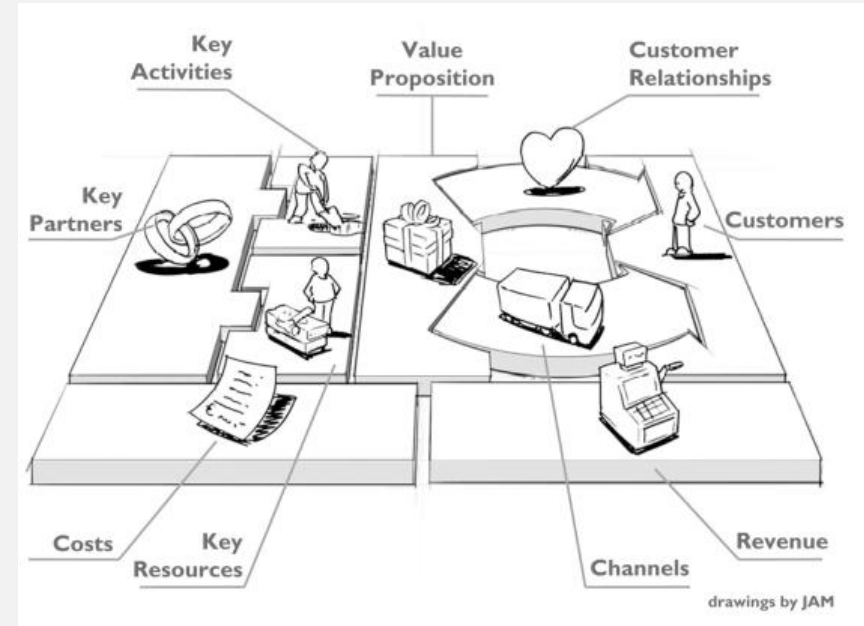 Key
Activities
Value
Proposition
Customer
Relationships
Key
Partners
Customers
Costs
Key
Resources
Channels
Revenue
drawings by JAM